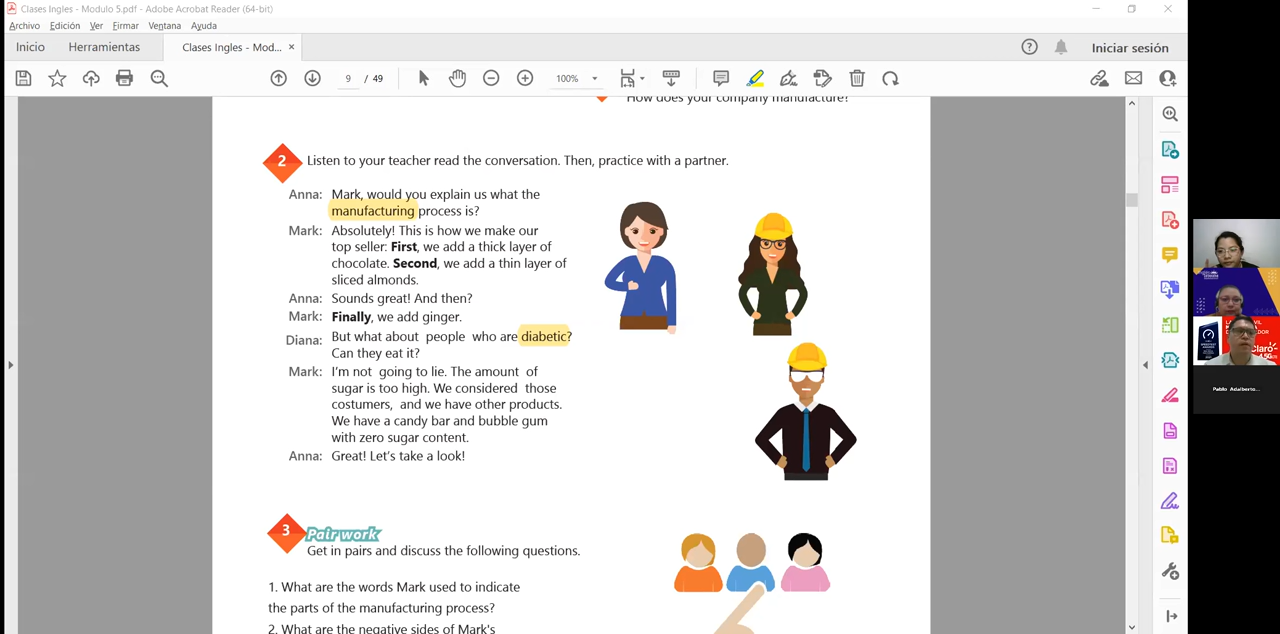 Clases Ingles - Modulo 5.pdf - Adobe Acrobat Reader (64-bit)
Archivo Edición Ver Firmar Ventana Ayuda
Inicio Herramientas Clases Ingles - Mod... × Iniciar sesión
9 / 49 100%
How does your company manufacture?
2 Listen to your teacher read the conversation. Then, practice with a partner.
Anna: Mark, would you explain us what the
manufacturing process is?
Mark: Absolutely! This is how we make our
top seller: First, we add a thick layer of
chocolate. Second, we add a thin layer of
sliced almonds.
Anna: Sounds great! And then?
Mark: Finally, we add ginger.
Diana: But what about people who are diabetic?
Can they eat it?
Mark: I'm not going to lie. The amount of
sugar is too high. We considered those
costumers, and we have other products.
We have a candy bar and bubble gum
with zero sugar content.
Anna: Great! Let's take a look!
3 Pair work
Get in pairs and discuss the following questions.
1. What are the words Mark used to indicate
the parts of the manufacturing process?
2. What are the negative sides of Mark's
Claro
Pablo Adalberto...